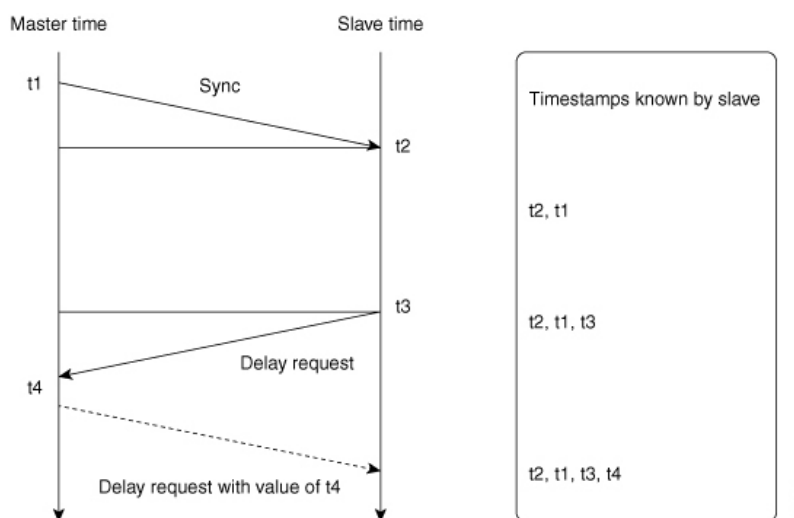 Master time
Slave time
t1
Sync
Timestamps known by slave
t2
t2, t1
t3
t2, t1, t3
Delay request
t4
t2, t1, t3, t4
Delay request with value of t4